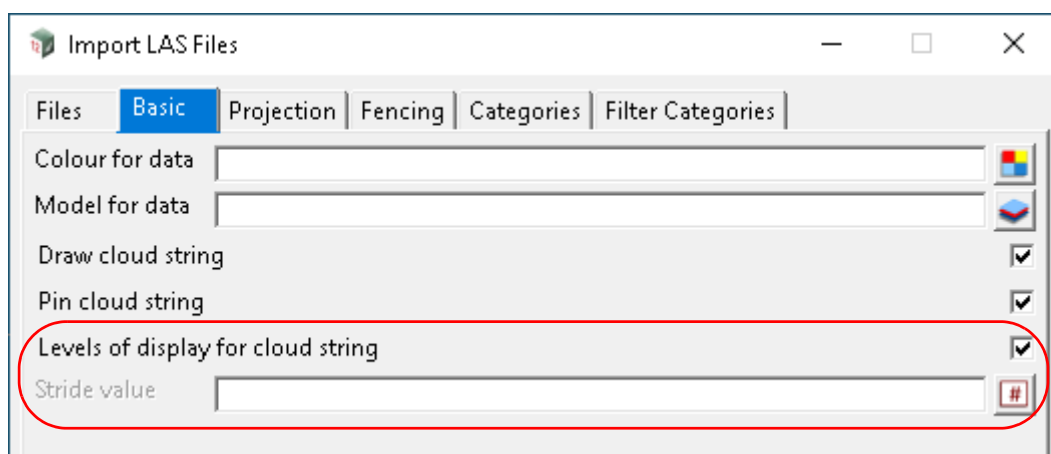 Import LAS Files
Files Basic Projection Fencing Categories Filter Categories
Colour for data
Model for data
Draw cloud string
Pin cloud string
Levels of display for cloud string
Stride value #